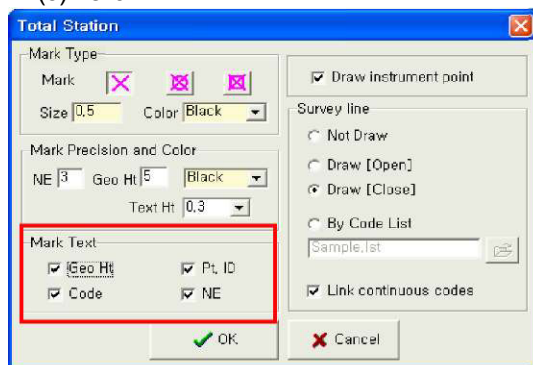 Total Station
Mark Type
Mark
Size 0,5 Color Black
Mark Precision and Color
NE 3 Geo Ht 5 Black
Text Ht 0,3
Mark Text
Geo Ht Pt, ID
Code NE
Draw instrument point
Survey line
Not Draw
Draw [Open]
Draw [Close]
By Code List
Sample,lst
Link continuous codes
OK Cancel